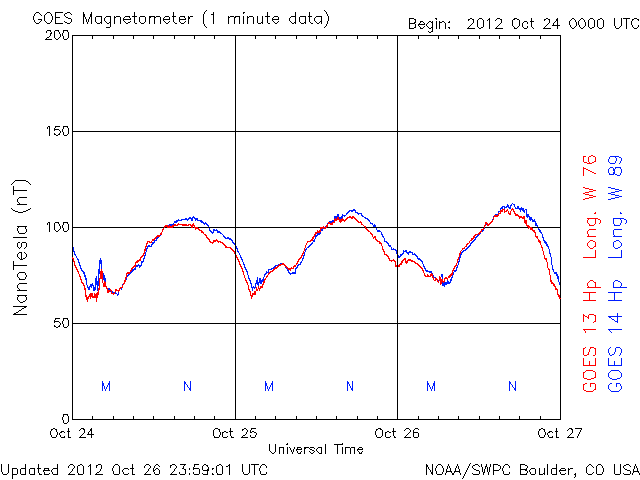 GOES Magnetometer (1 minute data)
Begin: 2012 Oct 24 0000 UTC
200
150
100
50
0
NanoTesla (nT)
M N M N M N
Oct 24 Oct 25 Oct 26 Oct 27
Universal Time
GOES 13 Hp Long. W 76
GOES 14 Hp Long. W 89
Updated 2012 Oct 26 23:59:01 UTC
NOAA/SWPC Boulder, CO USA